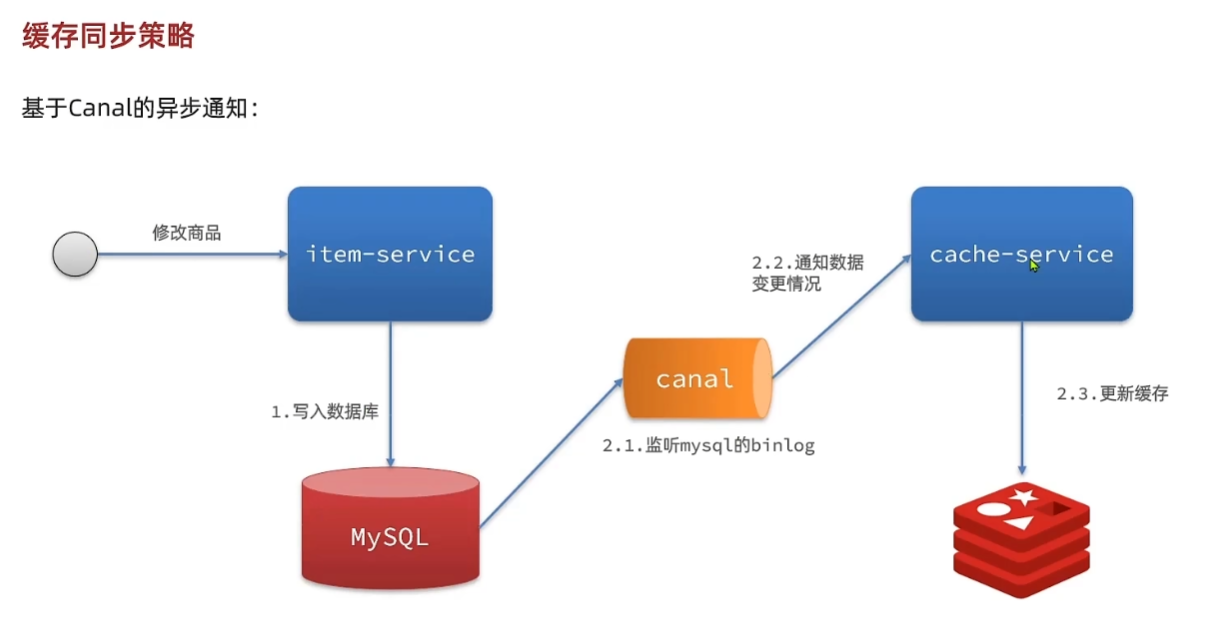 缓存同步策略
基于Canal的异步通知：
修改商品
item-service
cache-service
2.2.通知数据
变更情况
canal
1.写入数据库
2.3.更新缓存
2.1.监听mysql的binlog
MySQL